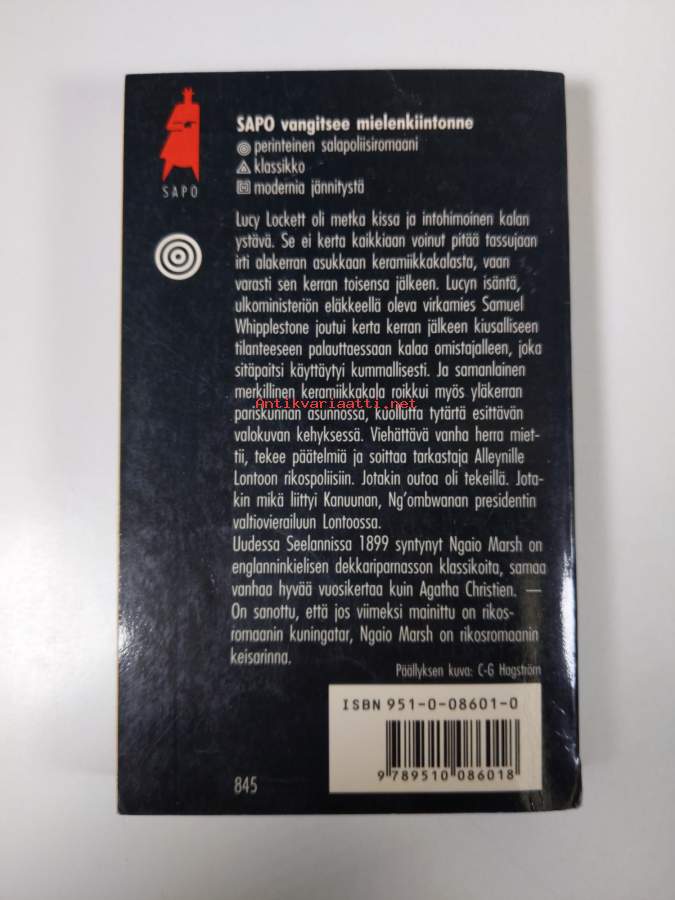 SAPO
SAPO vangitsee mielenkiintonne
perinteinen salapoliisiromaani
klassikko
modernia jännitystä
Lucy Lockett oli metka kissa ja intohimoinen kalan
ystävä. Se ei kerta kaikkiaan voinut pitää tassujaan
irti alakerran asukkaan keramiikkakalasta, vaan
varasti sen kerran toisensa jälkeen. Lucyn isäntä,
ulkoministeriön eläkkeellä oleva virkamies Samuel
Whipplestone joutui kerta kerran jälkeen kiusalliseen
tilanteeseen palauttaessaan kalaa omistajalleen, joka
sitäpaitsi käyttäytyi kummallisesti. Ja samanlainen
merkillinen keramiikkakala roikkui myös yläkerran
Antikvariaatti.net
pariskunnan asunnossa, kuollutta tytärtä esittävän
valokuvan kehyksessä. Viehättävä vanha herra miet-
tii, tekee päätelmiä ja soittaa tarkastaja Alleynille
Lontoon rikospoliisiin. Jotakin outoa oli tekeillä. Jota-
kin mikä liittyi Kanuunan, Ng'ombwanan presidentin
valtiovierailuun Lontoossa.
Uudessa Seelannissa 1899 syntynyt Ngaio Marsh on
englanninkielisen dekkariparnasson klassikoita, samaa
vanhaa hyvää vuosikertaa kuin Agatha Christien. —
On sanottu, että jos viimeksi mainittu on rikos-
romaanin kuningatar, Ngaio Marsh on rikosromaanin
keisarinna.
Päällyksen kuva: C-G Hagström
ISBN 951-0-08601-0
9 789510 086018
845